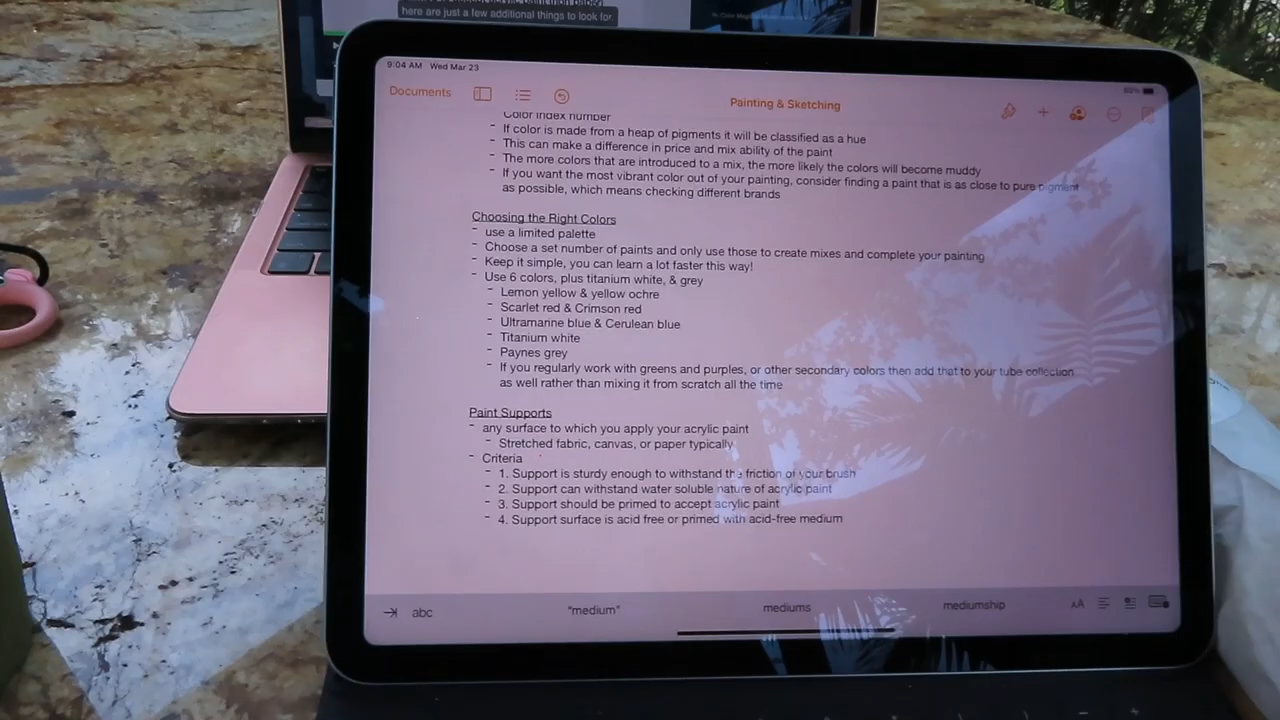 here are just a few additional things to look for.
9:04 AM Wed Mar 23
Documents
Painting & Sketching
Color index number
- If color is made from a heap of pigments it will be classified as a hue
- This can make a difference in price and mix ability of the paint
- The more colors that are introduced to a mix, the more likely the colors will become muddy
- If you want the most vibrant color out of your painting, consider finding a paint that is as close to pure pigment
as possible, which means checking different brands
Choosing the Right Colors
- use a limited palette
- Choose a set number of paints and only use those to create mixes and complete your painting
- Keep it simple, you can learn a lot faster this way!
- Use 6 colors, plus titanium white, & grey
- Lemon yellow & yellow ochre
- Scarlet red & Crimson red
- Ultramarine blue & Cerulean blue
- Titanium white
- Paynes grey
- If you regularly work with greens and purples, or other secondary colors then add that to your tube collection
as well rather than mixing it from scratch all the time
Paint Supports
- any surface to which you apply your acrylic paint
- Stretched fabric, canvas, or paper typically
- Criteria
- 1. Support is sturdy enough to withstand the friction of your brush
- 2. Support can withstand water soluble nature of acrylic paint
- 3. Support should be primed to accept acrylic paint
- 4. Support surface is acid free or primed with acid-free medium
abc
"medium"
mediums
mediumship
AA